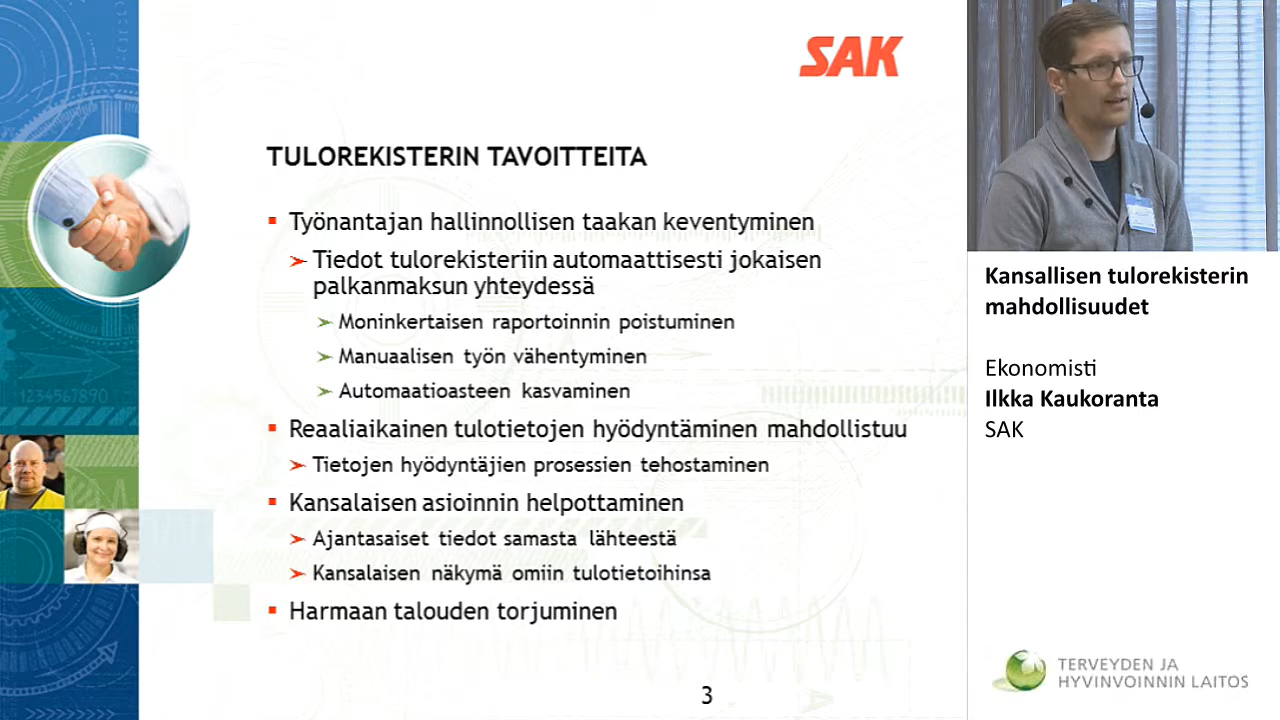 SAK
TULOREKISTERIN TAVOITTEITA
Työnantajan hallinnollisen taakan keventyminen
Tiedot tulorekisteriin automaattisesti jokaisen
palkanmaksun yhteydessä
Moninkertaisen raportoinnin poistuminen
Manuaalisen työn vähentyminen
Automaatioasteen kasvaminen
Reaaliaikainen tulotietojen hyödyntäminen mahdollistuu
Tietojen hyödyntäjien prosessien tehostaminen
Kansalaisen asioinnin helpottaminen
Ajantasaiset tiedot samasta lähteestä
Kansalaisen näkymä omiin tulotietoihinsa
Harmaan talouden torjuminen
3
1234567890
Kansallisen tulorekisterin
mahdollisuudet
Ekonomisti
Ilkka Kaukoranta
SAK
TERVEYDEN JA
HYVINVOINNIN LAITOS